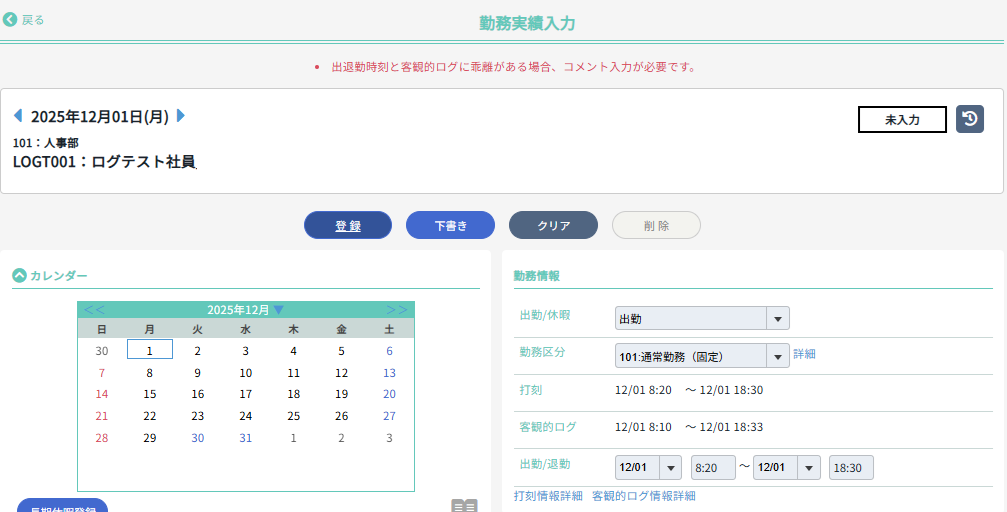 戻る
勤務実績入力
• 出退勤時刻と客観的ログに乖離がある場合、コメント入力が必要です。
2025年12月01日(月)
未入力
101：人事部
LOGT001：ログテスト社員
登 録
下書き
クリア
削 除
カレンダー
<< 2025年12月 ▼ >>
日 月 火 水 木 金 土
30 1 2 3 4 5 6
7 8 9 10 11 12 13
14 15 16 17 18 19 20
21 22 23 24 25 26 27
28 29 30 31 1 2 3
長期休暇登録
勤務情報
出勤/休暇 出勤
勤務区分 101:通常勤務（固定） 詳細
打刻 12/01 8:20 ～ 12/01 18:30
客観的ログ 12/01 8:10 ～ 12/01 18:33
出勤/退勤 12/01 8:20 ～ 12/01 18:30
打刻情報詳細 客観的ログ情報詳細